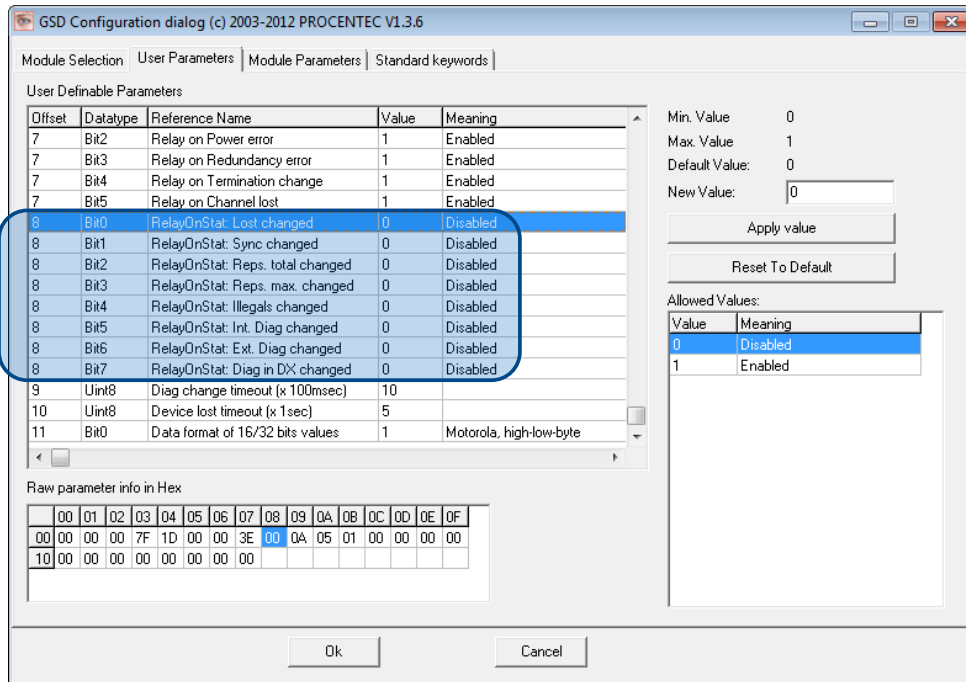 GSD Configuration dialog (c) 2003-2012 PROCENTEC V1.3.6
Module Selection User Parameters Module Parameters Standard keywords
User Definable Parameters
Offset Datatype Reference Name Value Meaning
7 Bit2 Relay on Power error 1 Enabled
7 Bit3 Relay on Redundancy error 1 Enabled
7 Bit4 Relay on Termination change 1 Enabled
7 Bit5 Relay on Channel lost 1 Enabled
8 Bit0 RelayOnStat: Lost changed 0 Disabled
8 Bit1 RelayOnStat: Sync changed 0 Disabled
8 Bit2 RelayOnStat: Reps. total changed 0 Disabled
8 Bit3 RelayOnStat: Reps. max. changed 0 Disabled
8 Bit4 RelayOnStat: Illegals changed 0 Disabled
8 Bit5 RelayOnStat: Int. Diag changed 0 Disabled
8 Bit6 RelayOnStat: Ext. Diag changed 0 Disabled
8 Bit7 RelayOnStat: Diag in DX changed 0 Disabled
9 Uint8 Diag change timeout (x 100msec) 10
10 Uint8 Device lost timeout (x 1sec) 5
11 Bit0 Data format of 16/32 bits values 1 Motorola, high-low-byte
Min. Value 0
Max. Value 1
Default Value: 0
New Value: 0
Apply value
Reset To Default
Allowed Values:
Value Meaning
0 Disabled
1 Enabled
Raw parameter info in Hex
00 01 02 03 04 05 06 07 08 09 0A 0B 0C 0D 0E 0F
00 00 00 00 7F 1D 00 00 3E 00 0A 05 01 00 00 00 00
10 00 00 00 00 00 00 00 00
Ok Cancel